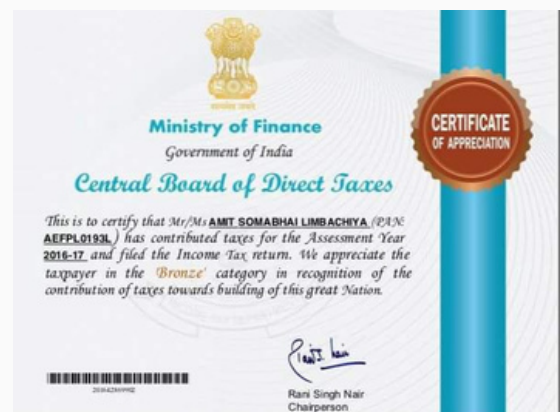 Ministry of Finance
Government of India
Central Board of Direct Taxes
CERTIFICATE
OF APPRECIATION
This is to certify that Mr/Ms AMIT SOMABHAI LIMBACHIYA (PAN:
AEFPL0193L) has contributed taxes for the Assessment Year
2016-17 and filed the Income Tax return. We appreciate the
taxpayer in the 'Bronze' category in recognition of the
contribution of taxes towards building of this great Nation.
Rani Singh Nair
Chairperson